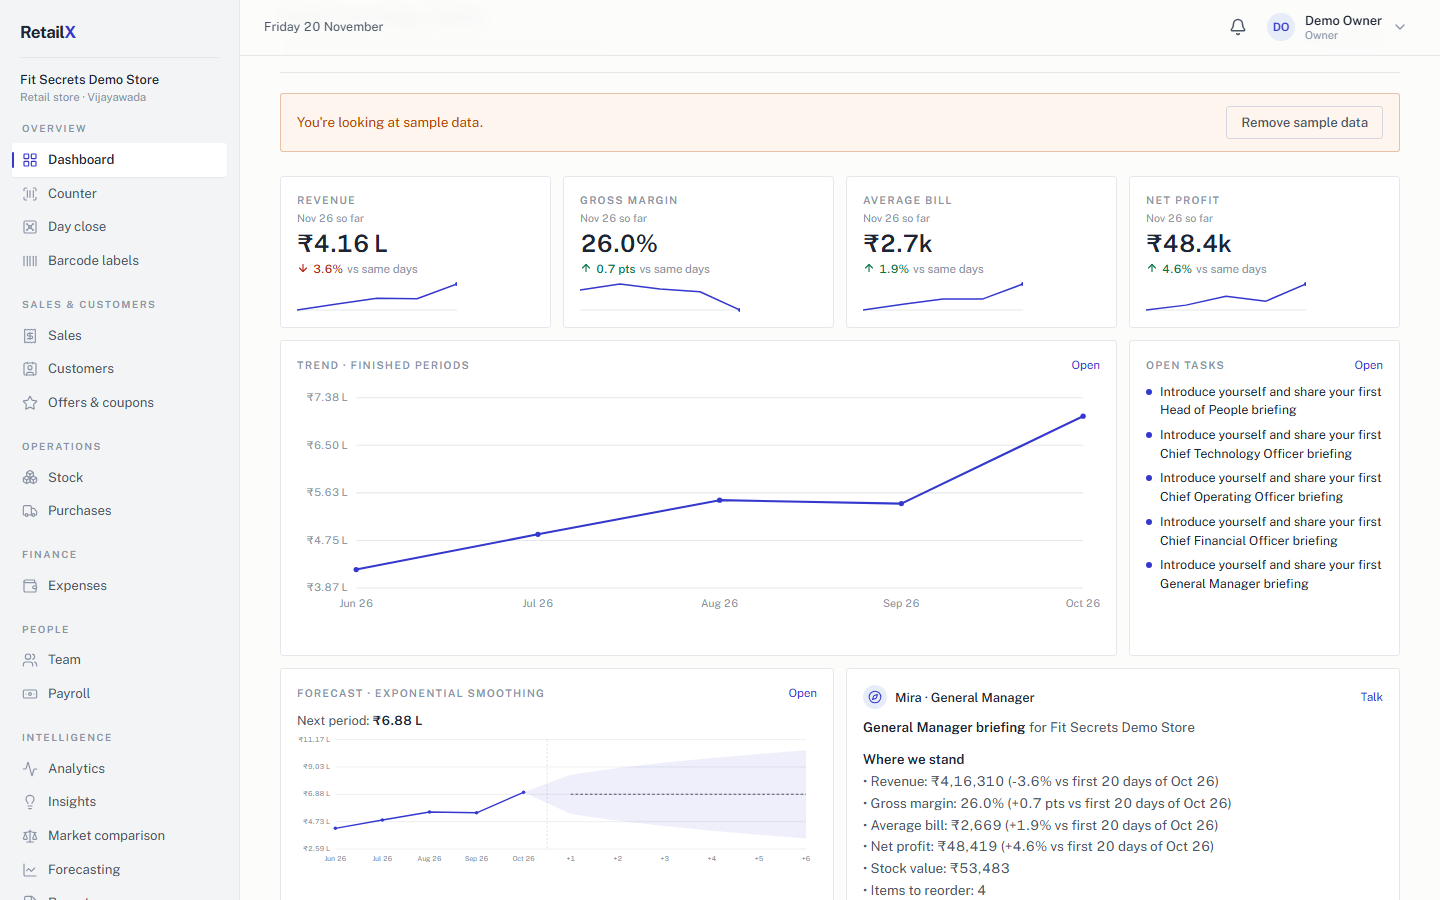 RetailX
Friday 20 November
DO
Demo Owner
Owner
Fit Secrets Demo Store
Retail store · Vijayawada
OVERVIEW
Dashboard
Counter
Day close
Barcode labels
SALES & CUSTOMERS
Sales
Customers
Offers & coupons
OPERATIONS
Stock
Purchases
FINANCE
Expenses
PEOPLE
Team
Payroll
INTELLIGENCE
Analytics
Insights
Market comparison
Forecasting
You're looking at sample data.
Remove sample data
REVENUE
Nov 26 so far
₹4.16 L
↓ 3.6% vs same days
GROSS MARGIN
Nov 26 so far
26.0%
↑ 0.7 pts vs same days
AVERAGE BILL
Nov 26 so far
₹2.7k
↑ 1.9% vs same days
NET PROFIT
Nov 26 so far
₹48.4k
↑ 4.6% vs same days
TREND · FINISHED PERIODS
Open
₹7.38 L
₹6.50 L
₹5.63 L
₹4.75 L
₹3.87 L
Jun 26 Jul 26 Aug 26 Sep 26 Oct 26
OPEN TASKS
Open
Introduce yourself and share your first
Head of People briefing
Introduce yourself and share your first
Chief Technology Officer briefing
Introduce yourself and share your first
Chief Operating Officer briefing
Introduce yourself and share your first
Chief Financial Officer briefing
Introduce yourself and share your first
General Manager briefing
FORECAST · EXPONENTIAL SMOOTHING
Open
Next period: ₹6.88 L
₹11.17 L
₹9.03 L
₹6.88 L
₹4.73 L
₹2.59 L
Jun 26 Jul 26 Aug 26 Sep 26 Oct 26 +1 +2 +3 +4 +5 +6
Mira · General Manager
Talk
General Manager briefing for Fit Secrets Demo Store
Where we stand
• Revenue: ₹4,16,310 (-3.6% vs first 20 days of Oct 26)
• Gross margin: 26.0% (+0.7 pts vs first 20 days of Oct 26)
• Average bill: ₹2,669 (+1.9% vs first 20 days of Oct 26)
• Net profit: ₹48,419 (+4.6% vs first 20 days of Oct 26)
• Stock value: ₹53,483
• Items to reorder: 4